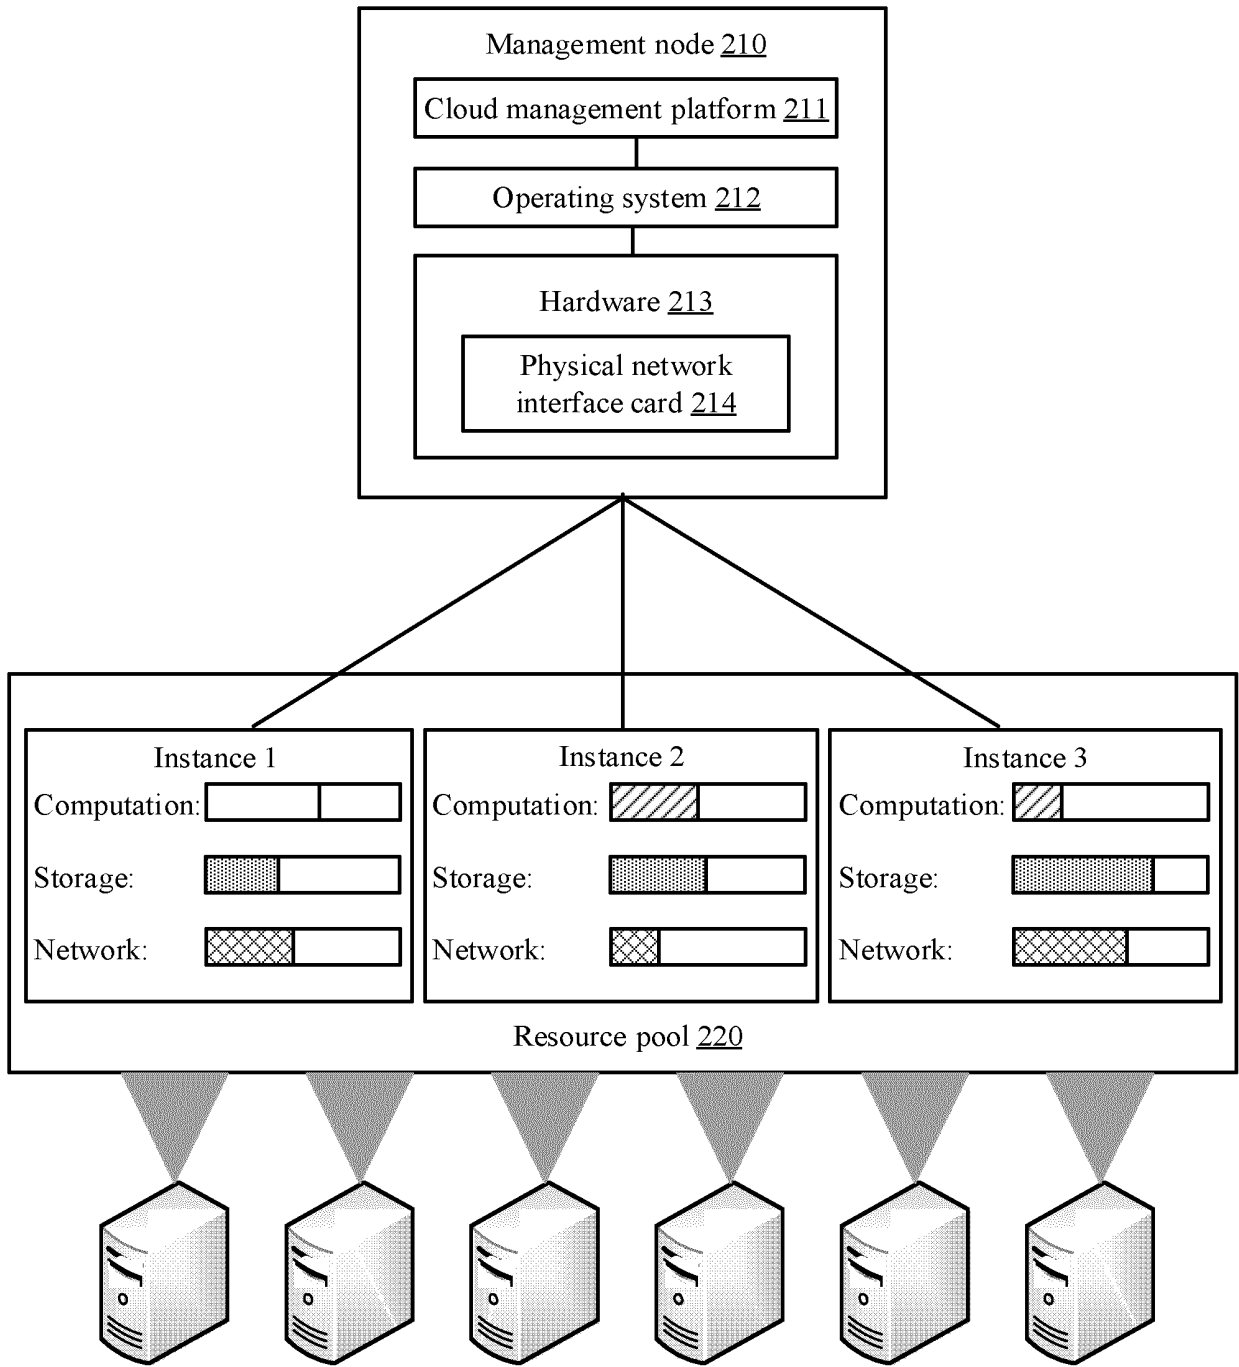 Management node 210
Cloud management platform 211
Operating system 212
Hardware 213
Physical network
interface card 214
Instance 1
Computation:
Storage:
Network:
Instance 2
Computation:
Storage:
Network:
Instance 3
Computation:
Storage:
Network:
Resource pool 220